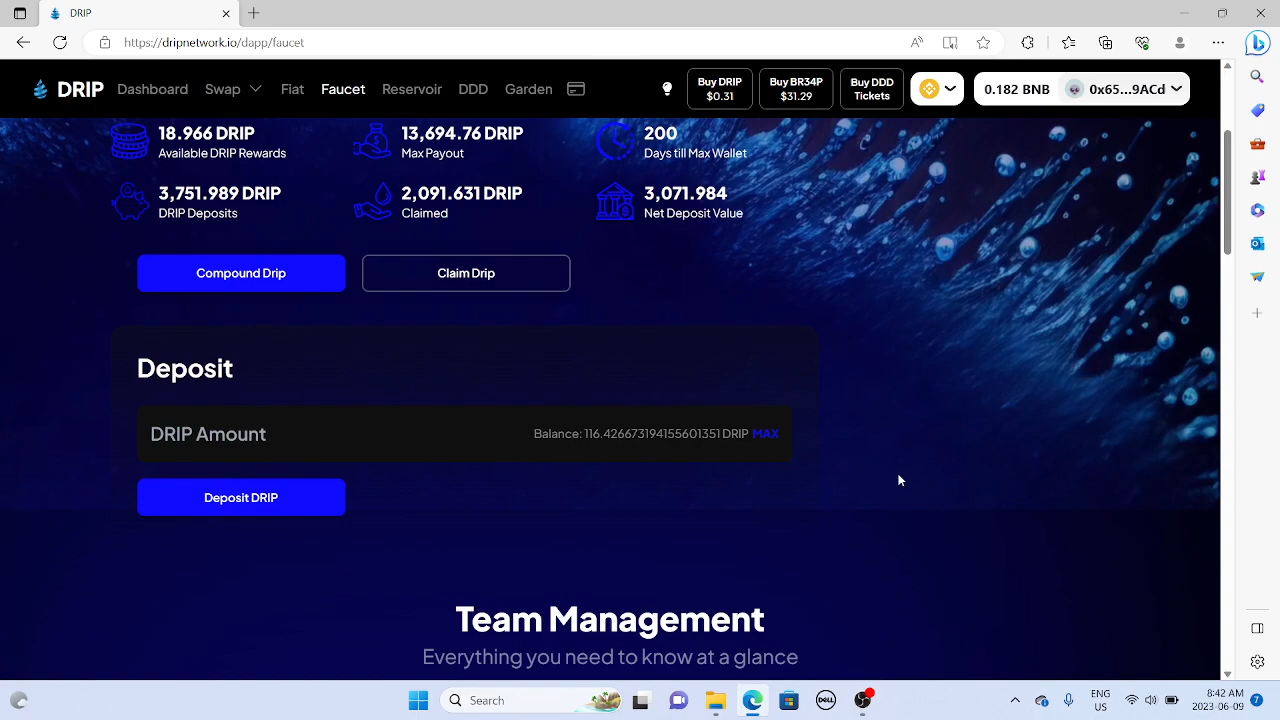 DRIP
https://dripnetwork.io/dapp/faucet
DRIP Dashboard Swap Fiat Faucet Reservoir DDD Garden
Buy DRIP
$0.31
Buy BR34P
$31.29
Buy DDD
Tickets
0.182 BNB 0x65...9ACd
18.966 DRIP
Available DRIP Rewards
13,694.76 DRIP
Max Payout
200
Days till Max Wallet
3,751.989 DRIP
DRIP Deposits
2,091.631 DRIP
Claimed
3,071.984
Net Deposit Value
Compound Drip
Claim Drip
Deposit
DRIP Amount
Balance: 116.426673194155601351 DRIP MAX
Deposit DRIP
Team Management
Everything you need to know at a glance
Search
DELL
ENG
US
8:42 AM
2023-06-09
7